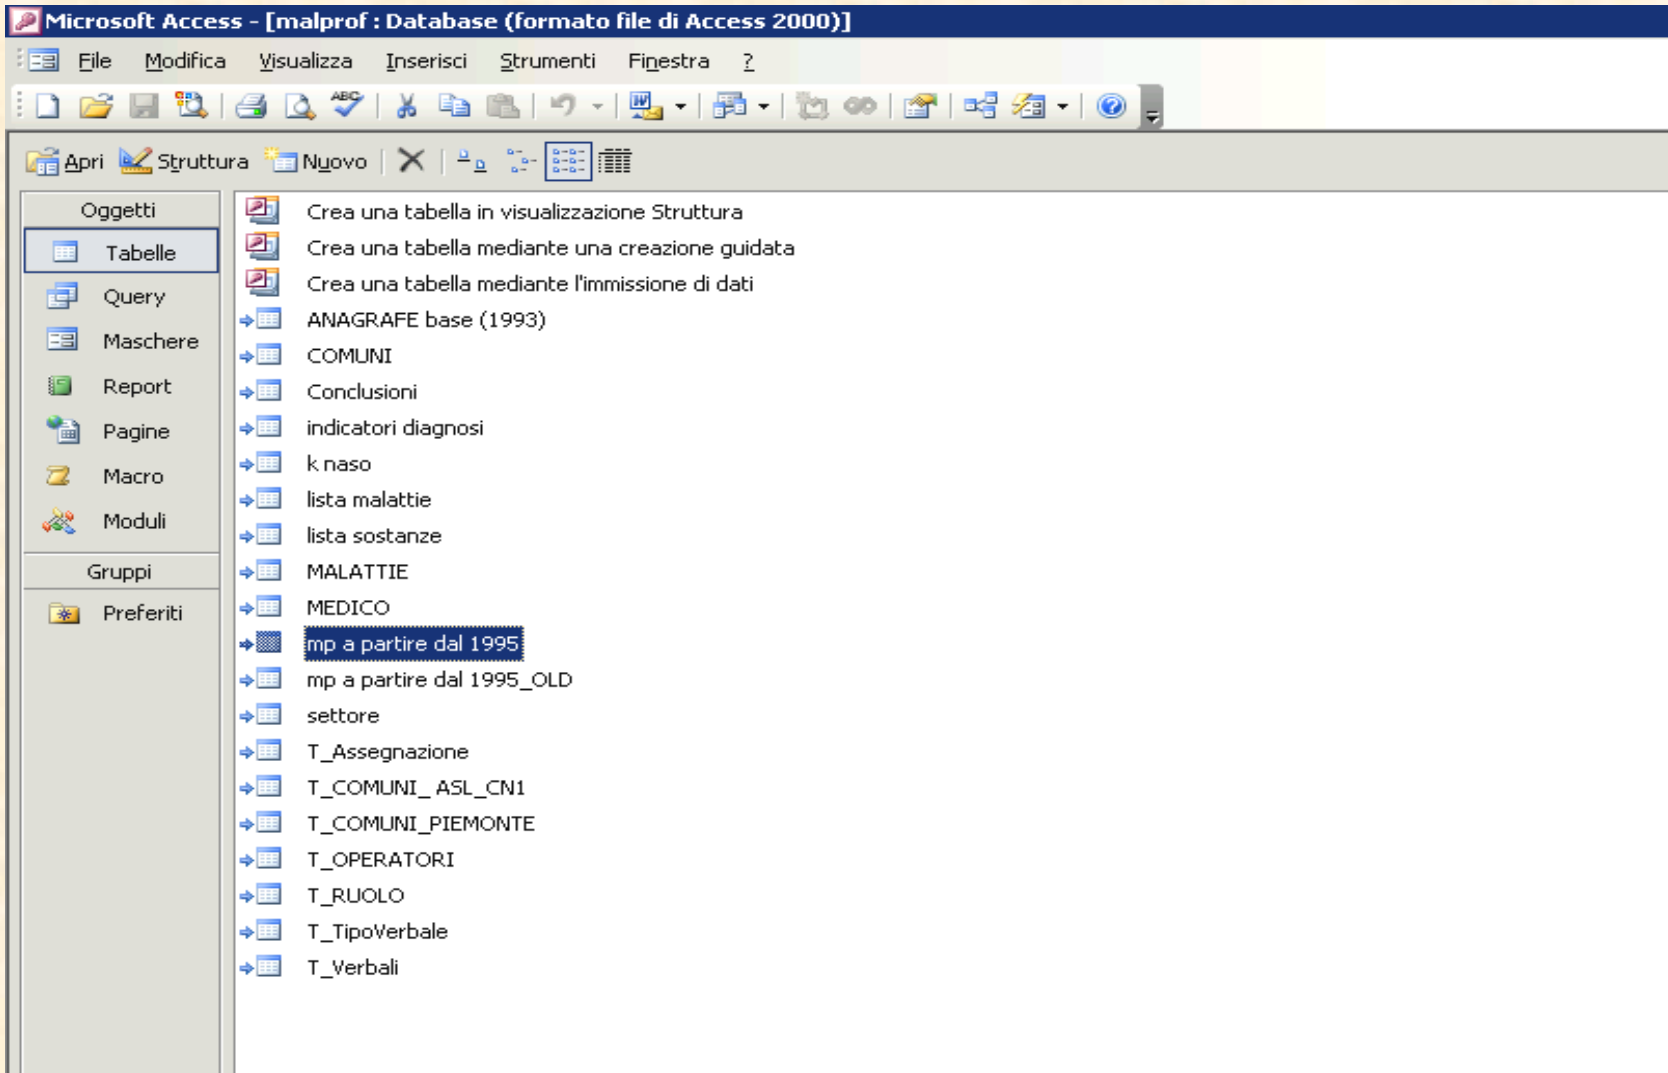 Microsoft Access - [malprof : Database (formato file di Access 2000)]
File Modifica Visualizza Inserisci Strumenti Finestra ?
ABC
W
Apri Struttura Nuovo
Oggetti
Tabelle
Query
Maschere
Report
Pagine
Macro
Moduli
Gruppi
Preferiti
Crea una tabella in visualizzazione Struttura
Crea una tabella mediante una creazione guidata
Crea una tabella mediante l'immissione di dati
ANAGRAFE base (1993)
COMUNI
Conclusioni
indicatori diagnosi
k naso
lista malattie
lista sostanze
MALATTIE
MEDICO
mp a partire dal 1995
mp a partire dal 1995_OLD
settore
T_Assegnazione
T_COMUNI_ ASL_CN1
T_COMUNI_PIEMONTE
T_OPERATORI
T_RUOLO
T_TipoVerbale
T_Verbali